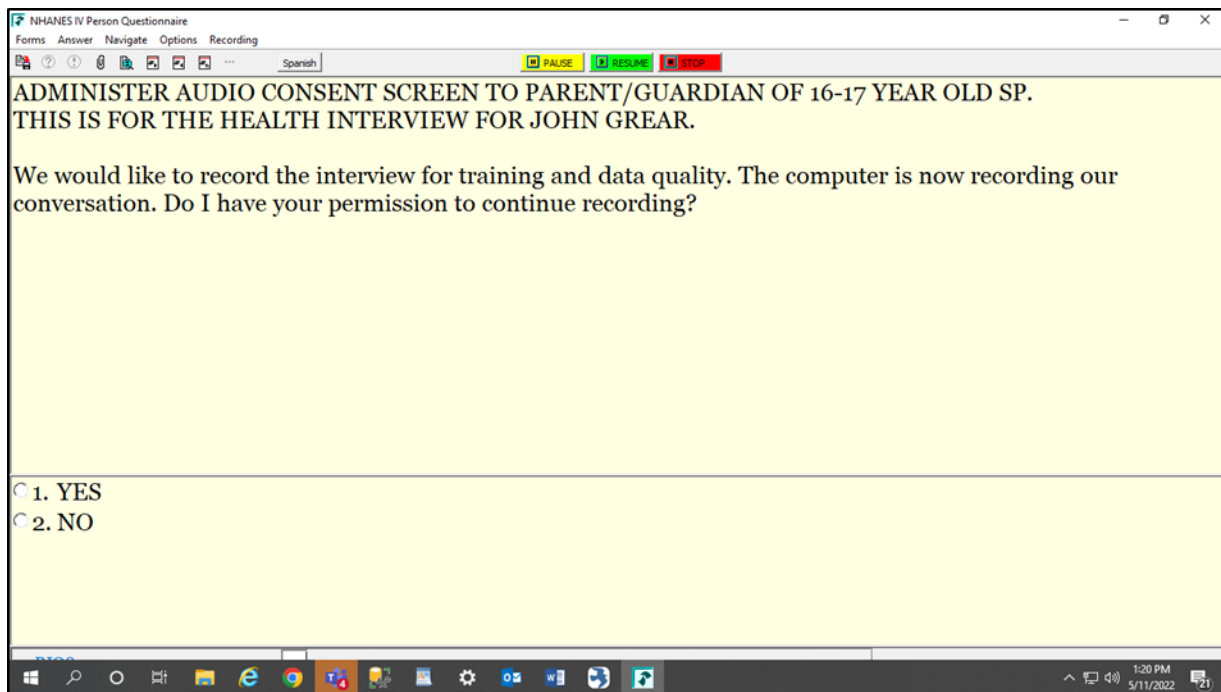 NHANES IV Person Questionnaire
Forms Answer Navigate Options Recording
Spanish PAUSE RESUME STOP
ADMINISTER AUDIO CONSENT SCREEN TO PARENT/GUARDIAN OF 16-17 YEAR OLD SP.
THIS IS FOR THE HEALTH INTERVIEW FOR JOHN GREAR.
We would like to record the interview for training and data quality. The computer is now recording our
conversation. Do I have your permission to continue recording?
1. YES
2. NO
1:20 PM
5/11/2022
21